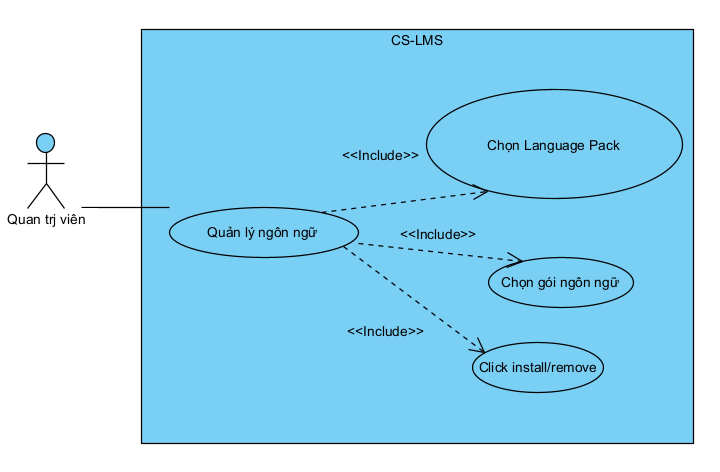 CS-LMS
<<Include>>
Chọn Language Pack
Quan trị viên
Quản lý ngôn ngữ
<<Include>>
Chọn gói ngôn ngữ
<<Include>>
Click install/remove